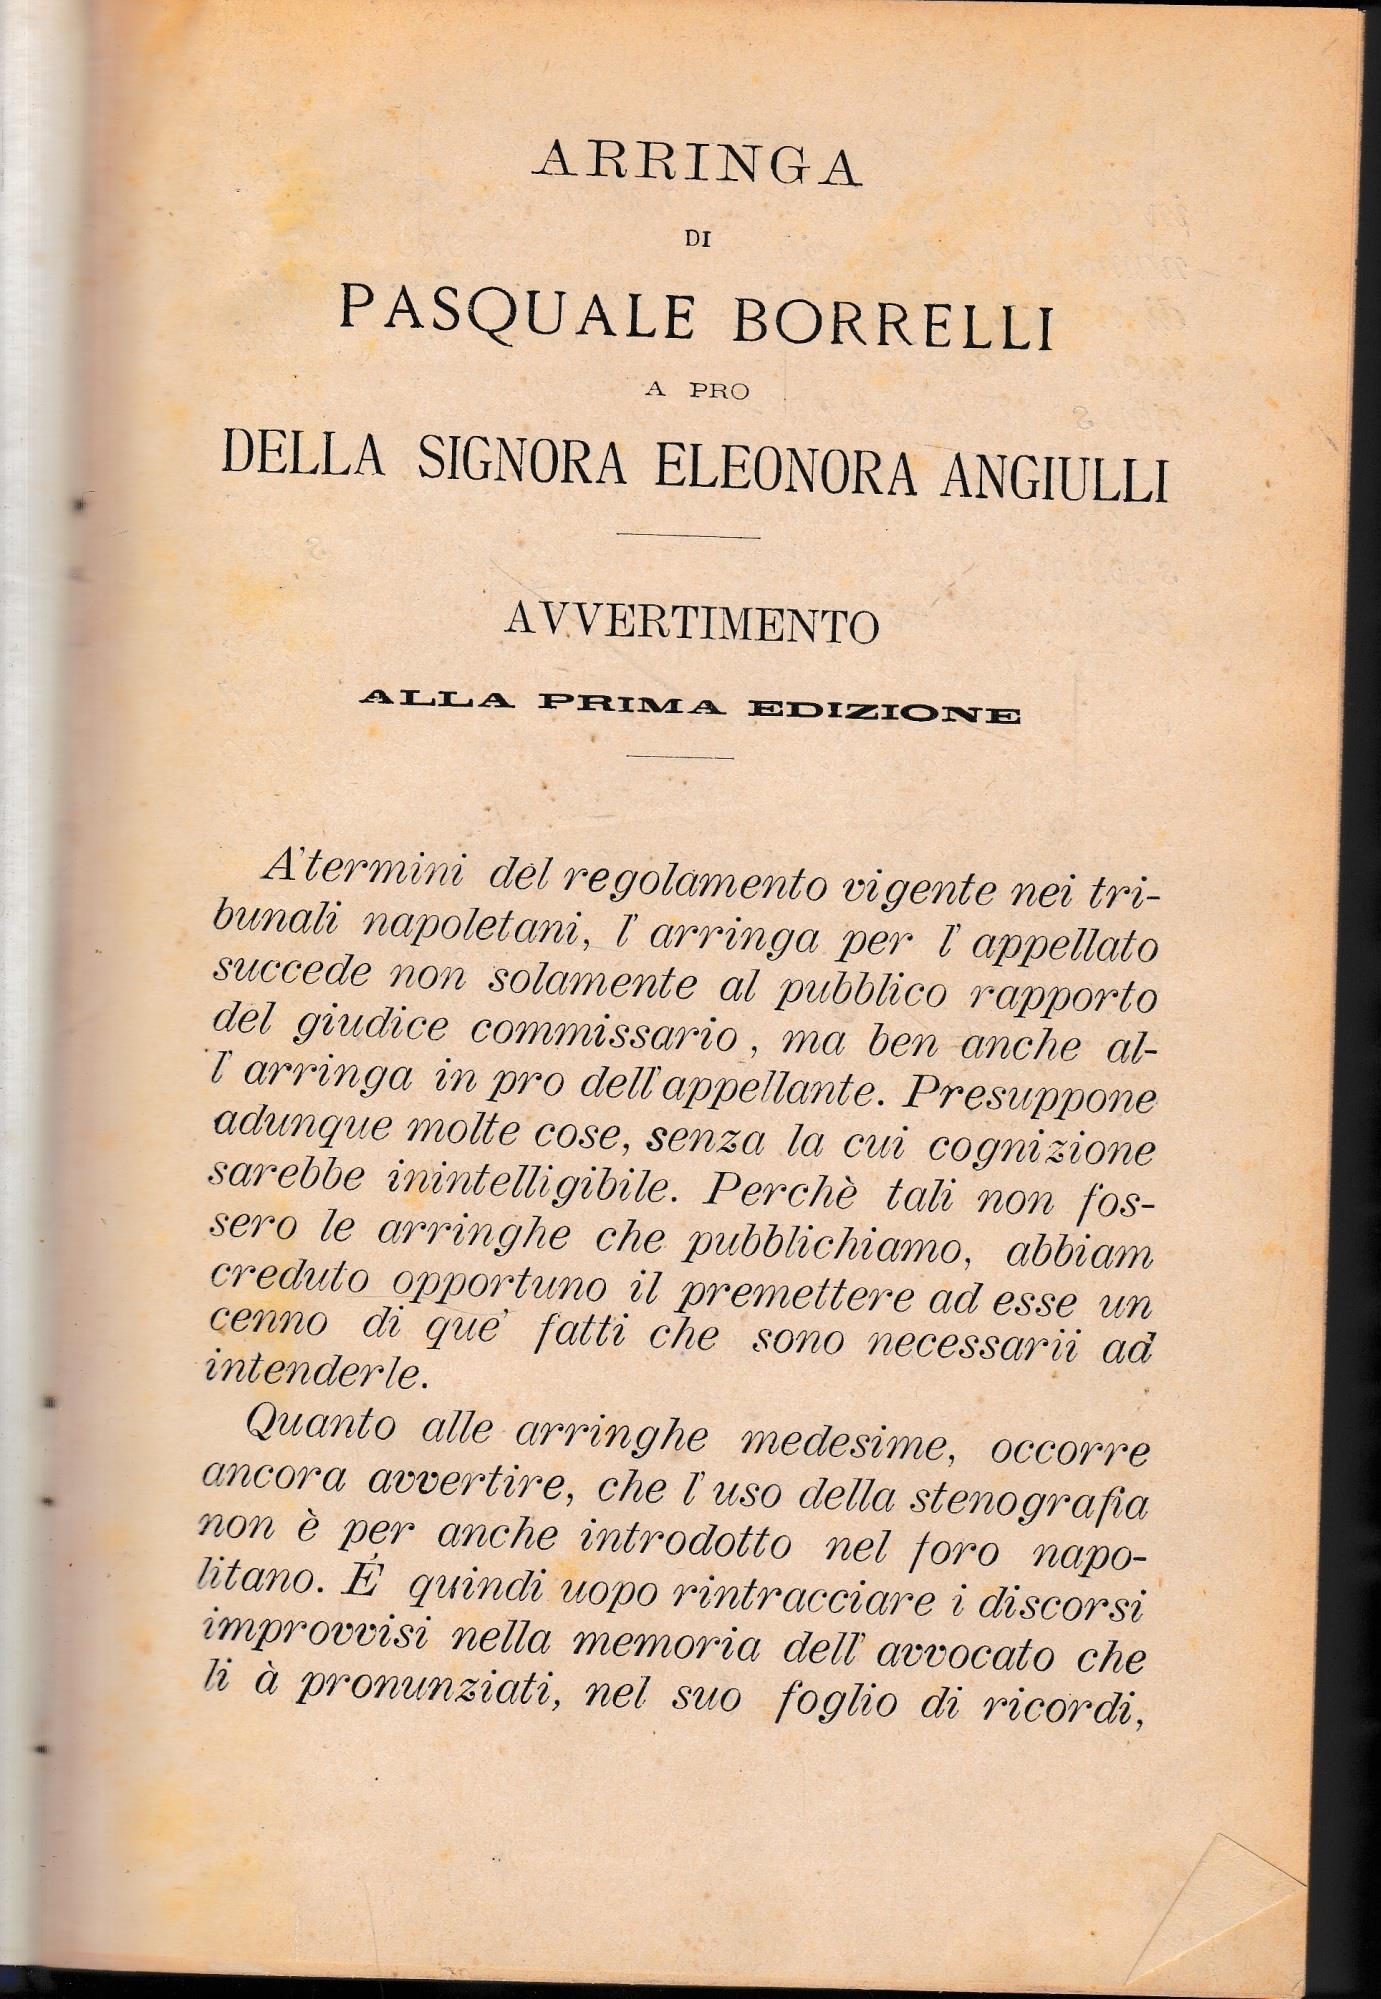 ARRINGA
DI
PASQUALE BORRELLI
A PRO
DELLA SIGNORA ELEONORA ANGIULLI
AVVERTIMENTO
ALLA PRIMA EDIZIONE
A' termini del regolamento vigente nei tri-
bunali napoletani, l'arringa per l'appellato
succede non solamente al pubblico rapporto
del giudice commissario, ma ben anche al-
l'arringa in pro dell'appellante. Presuppone
adunque molte cose, senza la cui cognizione
sarebbe inintelligibile. Perchè tali non fos-
sero le arringhe che pubblichiamo, abbiam
creduto opportuno il premettere ad esse un
cenno di que' fatti che sono necessarii ad
intenderle.
Quanto alle arringhe medesime, occorre
ancora avvertire, che l'uso della stenografia
non è per anche introdotto nel foro napo-
litano. É quindi uopo rintracciare i discorsi
improvvisi nella memoria dell'avvocato che
li à pronunziati, nel suo foglio di ricordi,